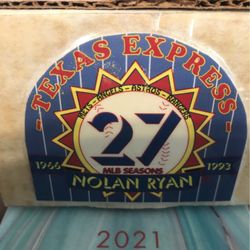 TEXAS EXPRESS
METS - ANGELS - ASTROS - RANGERS
27
MLB SEASONS
1966 1993
NOLAN RYAN
2021